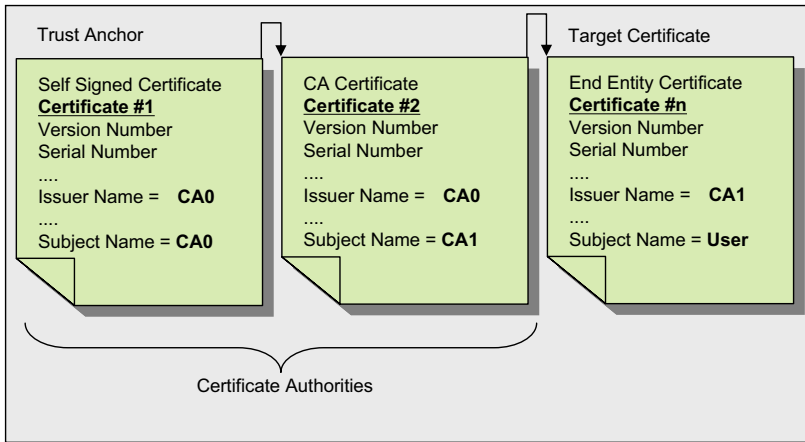 Trust Anchor
Self Signed Certificate
Certificate #1
Version Number
Serial Number
....
Issuer Name = CA0
....
Subject Name = CA0
CA Certificate
Certificate #2
Version Number
Serial Number
....
Issuer Name = CA0
....
Subject Name = CA1
Target Certificate
End Entity Certificate
Certificate #n
Version Number
Serial Number
....
Issuer Name = CA1
....
Subject Name = User
Certificate Authorities